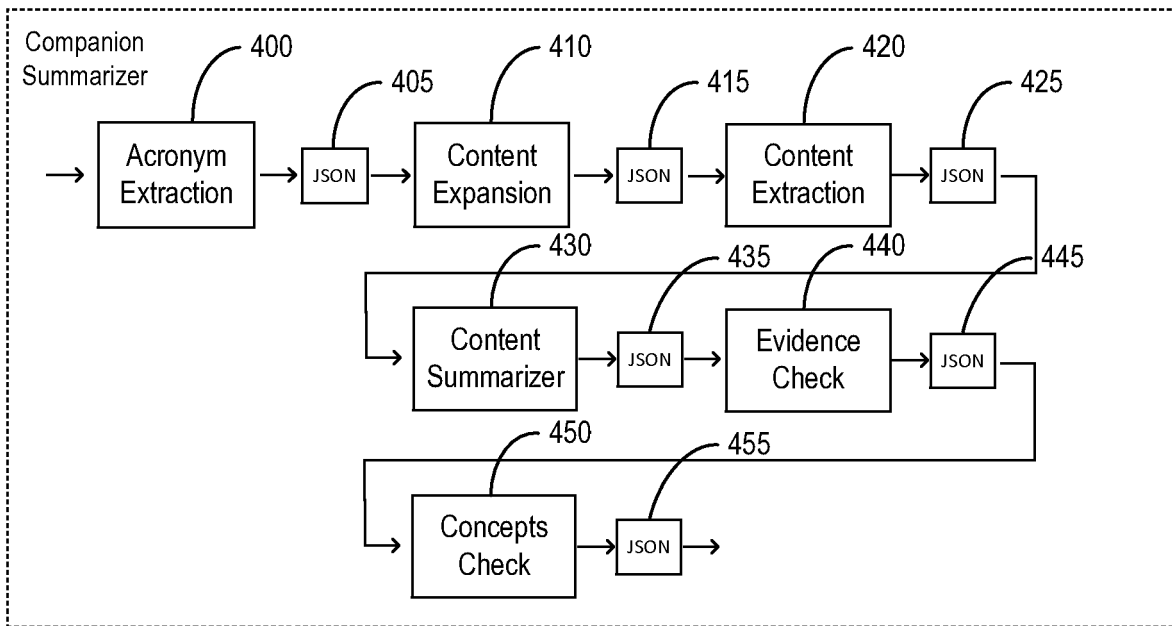 Companion
Summarizer
400
405
410
415
420
425
Acronym
Extraction
JSON
Content
Expansion
JSON
Content
Extraction
JSON
430
435
440
445
Content
Summarizer
JSON
Evidence
Check
JSON
450
455
Concepts
Check
JSON